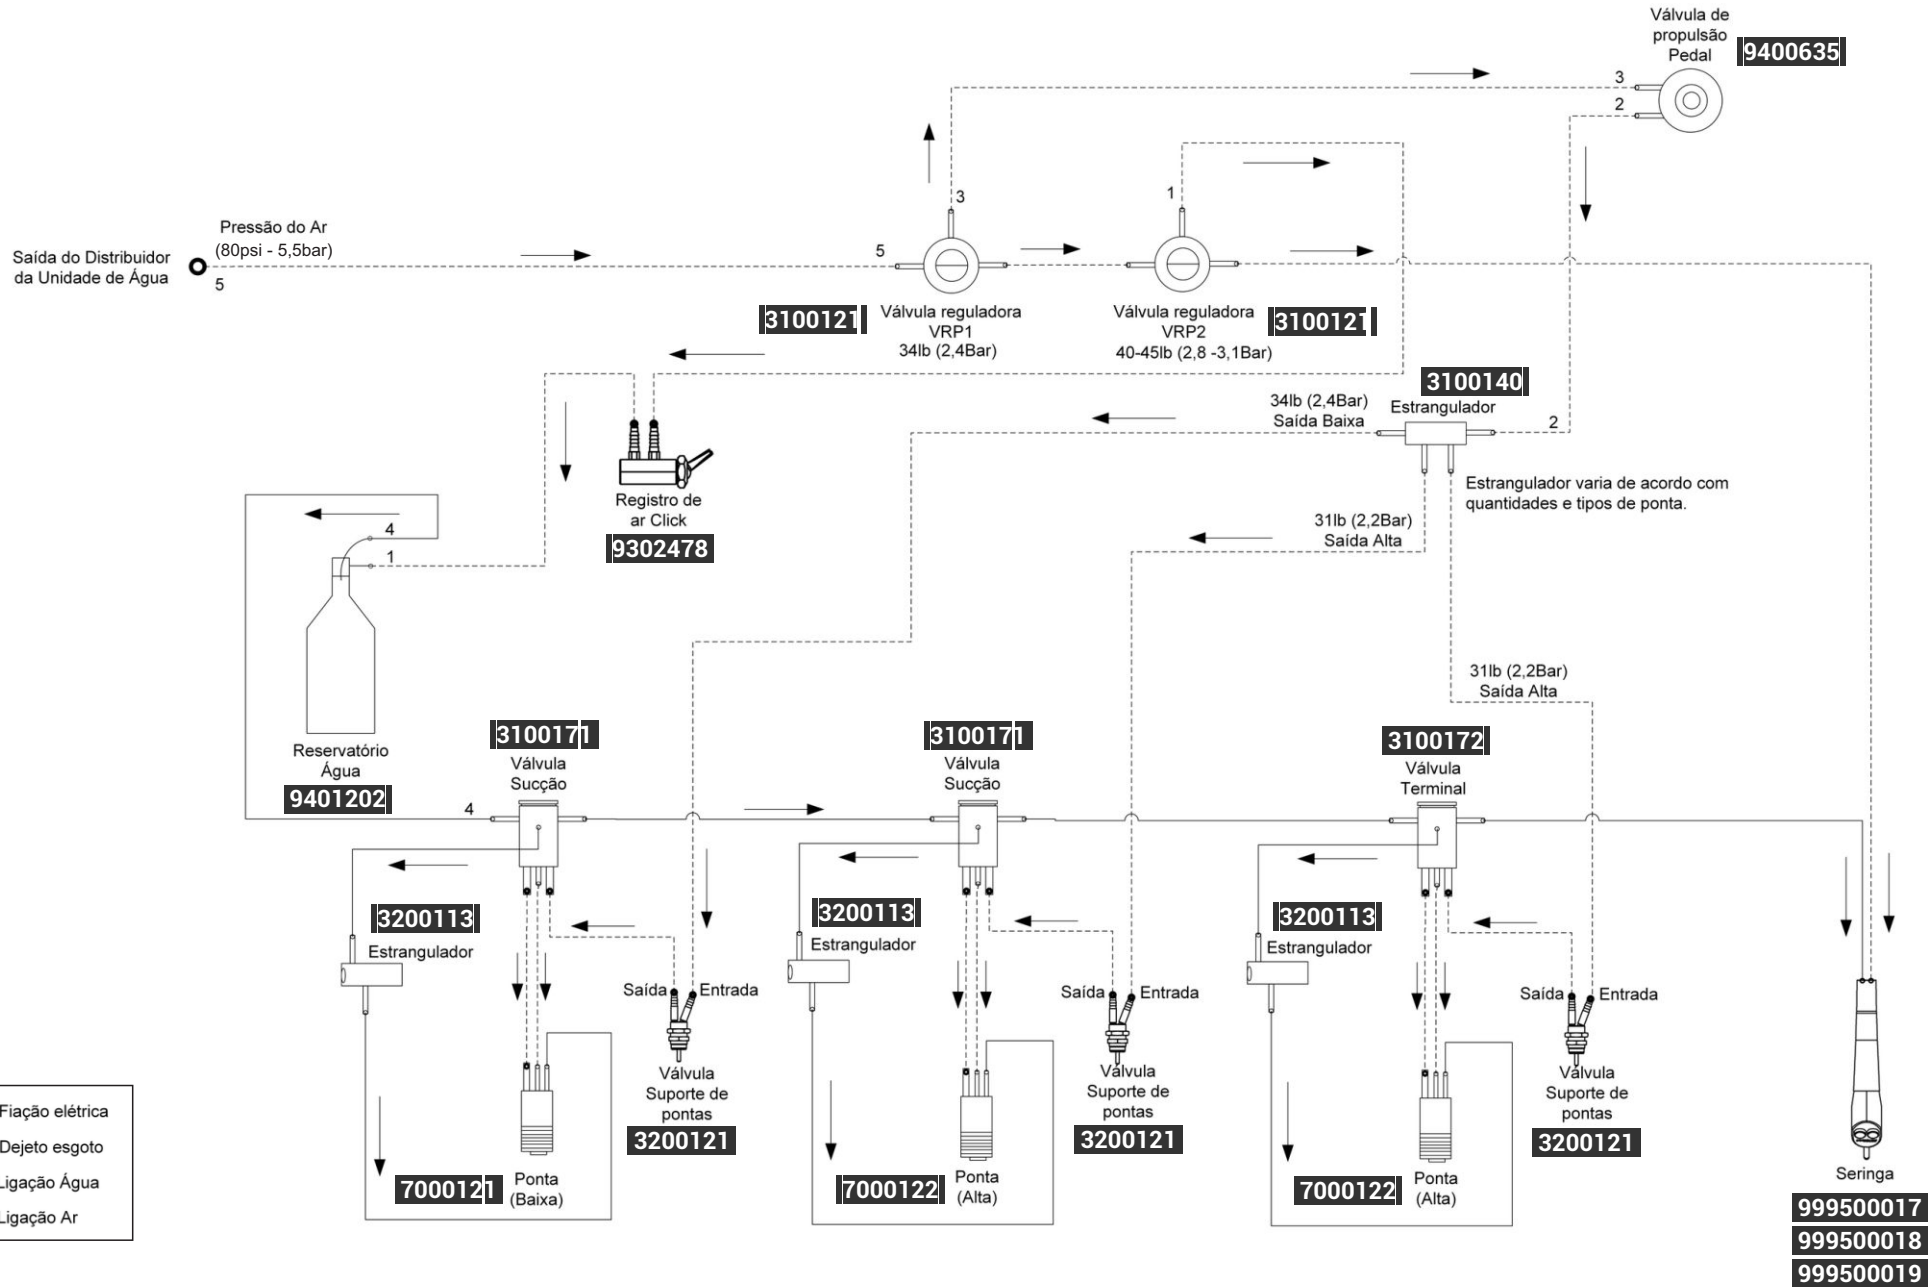 Válvula de
propulsão
Pedal
9400635
3
2
3
1
Pressão do Ar
(80psi - 5,5bar)
Saída do Distribuidor
da Unidade de Água
5
5
3100121
Válvula reguladora
VRP1
34lb (2,4Bar)
Válvula reguladora
VRP2
40-45lb (2,8 -3,1Bar)
3100121
3100140
Estrangulador
34lb (2,4Bar)
Saída Baixa
2
Estrangulador varia de acordo com
quantidades e tipos de ponta.
31lb (2,2Bar)
Saída Alta
Registro de
ar Click
9302478
4
1
31lb (2,2Bar)
Saída Alta
Reservatório
Água
9401202
3100171
Válvula
Sucção
3100171
Válvula
Sucção
3100172
Válvula
Terminal
4
3200113
Estrangulador
3200113
Estrangulador
3200113
Estrangulador
Saída
Entrada
Saída
Entrada
Saída
Entrada
Válvula
Suporte de
pontas
3200121
Válvula
Suporte de
pontas
3200121
Válvula
Suporte de
pontas
3200121
7000121
Ponta
(Baixa)
7000122
Ponta
(Alta)
7000122
Ponta
(Alta)
Seringa
999500017
999500018
999500019
Fiação elétrica
Dejeto esgoto
Ligação Água
Ligação Ar